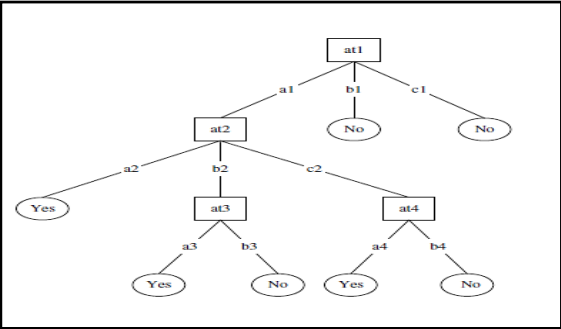 at1
a1 b1 c1
at2 No No
a2 b2 c2
Yes at3 at4
a3 b3 a4 b4
Yes No Yes No